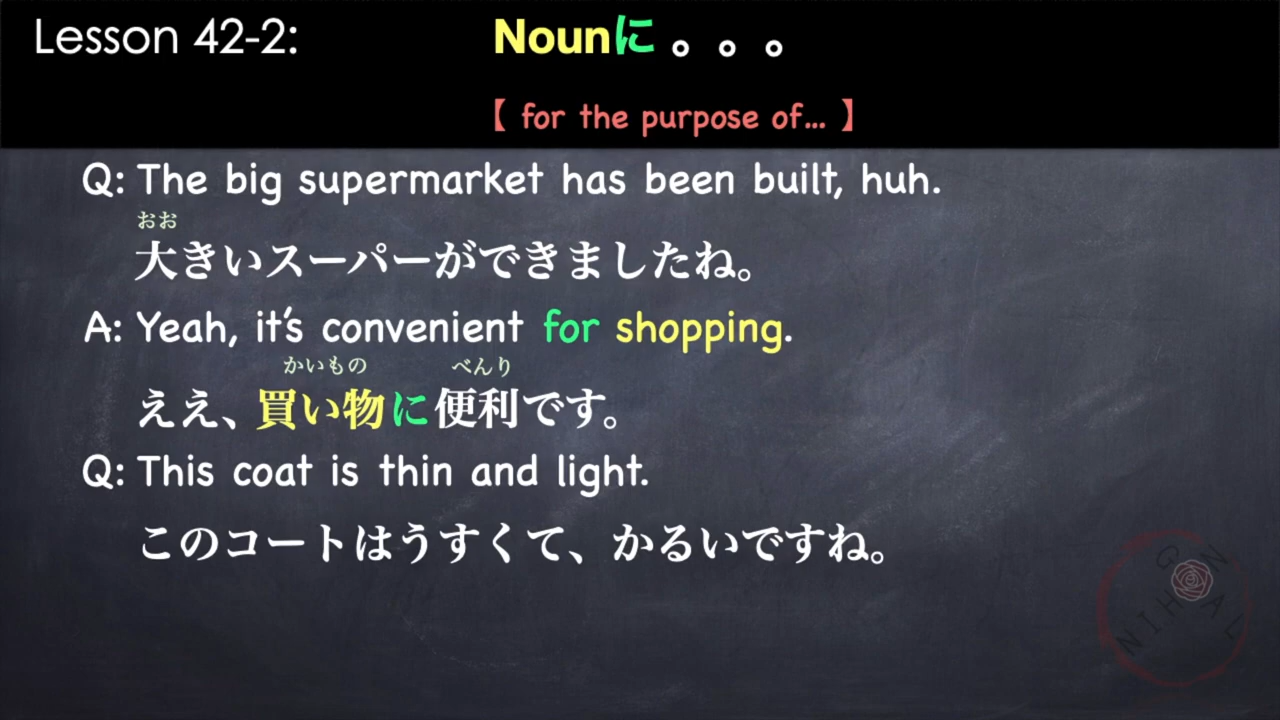 Lesson 42-2:
Nounに 。。。
【 for the purpose of... 】
Q: The big supermarket has been built, huh.
おお
大きいスーパーができましたね。
A: Yeah, it's convenient for shopping.
かいもの べんり
ええ、買い物に便利です。
Q: This coat is thin and light.
このコートはうすくて、かるいですね。
NIHONGOAL